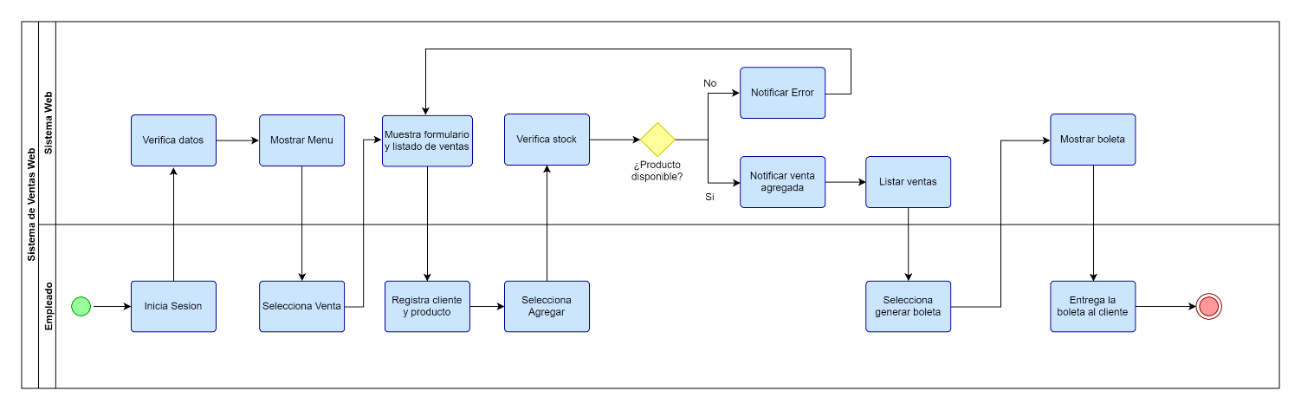 Sistema de Ventas Web
Sistema Web
Verifica datos
Mostrar Menu
Muestra formulario
y listado de ventas
Verifica stock
¿Producto
disponible?
No
Notificar Error
Si
Notificar venta
agregada
Listar ventas
Mostrar boleta
Empleado
Inicia Sesion
Selecciona Venta
Registra cliente
y producto
Selecciona
Agregar
Selecciona
generar boleta
Entrega la
boleta al cliente